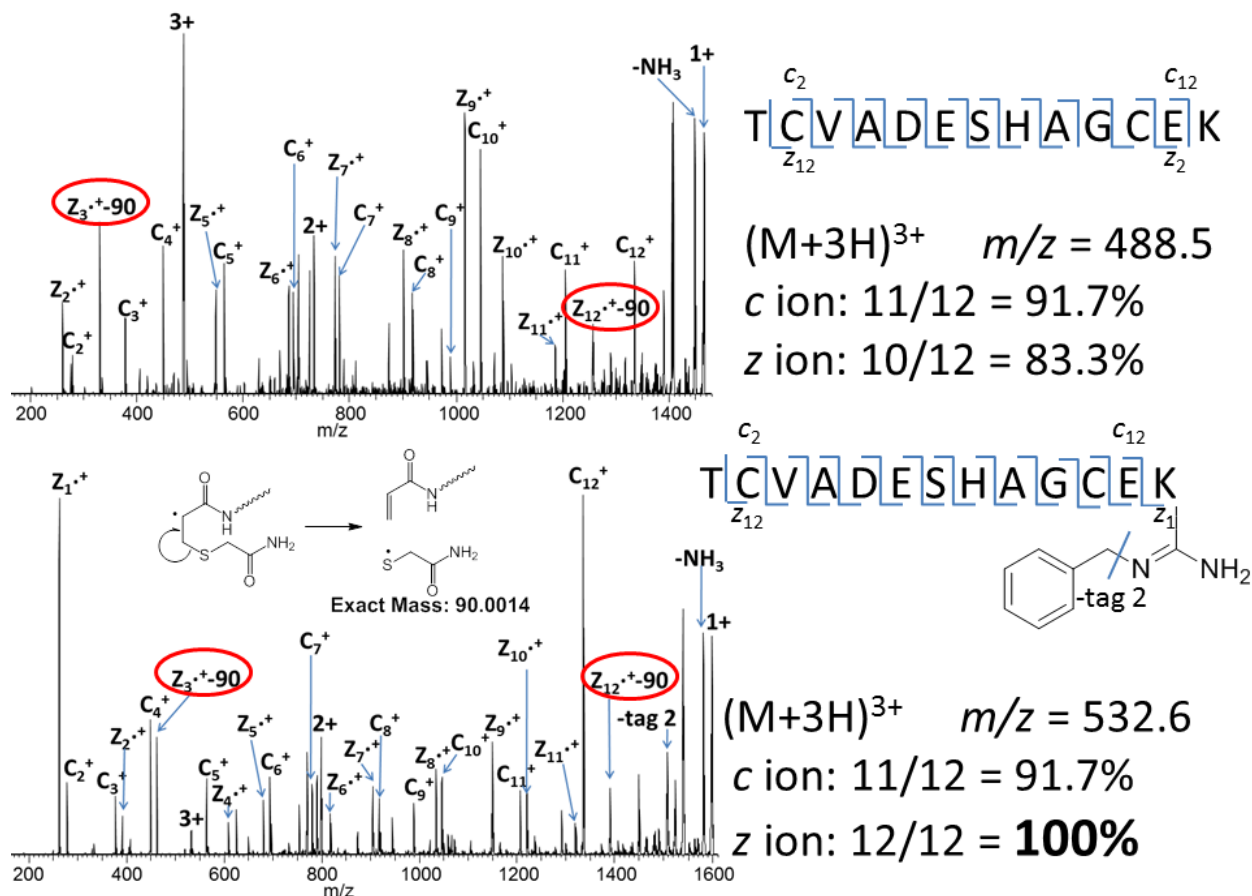 3+
1+
-NH₃
Z₉•⁺
C₁₀⁺
C₆⁺
Z₇•⁺
Z₃•⁺-90
Z₅•⁺
C₇⁺
C₉⁺
C₄⁺
C₅⁺
2+
Z₈•⁺
Z₁₀•⁺
C₁₁⁺
C₁₂⁺
Z₆•⁺
C₈⁺
Z₁₂•⁺-90
Z₂•⁺
C₃⁺
Z₁₁•⁺
C₂⁺
200 400 600 800 1000 1200 1400
m/z
c₂ c₁₂
TCVADESHAGCEK
z₁₂ z₂
(M+3H)³⁺ m/z = 488.5
c ion: 11/12 = 91.7%
z ion: 10/12 = 83.3%
Z₁•⁺
O
N
H
S
NH₂
O
O
N
H
S
NH₂
O
Exact Mass: 90.0014
C₁₂⁺
-NH₃
1+
C₇⁺
Z₁₀•⁺
Z₃•⁺-90
Z₁₂•⁺-90
C₄⁺
-tag 2
Z₂•⁺
Z₅•⁺
2+
C₈⁺
Z₉•⁺
C₂⁺
C₃⁺
C₅⁺
C₆⁺
Z₇•⁺
Z₈•⁺
C₁₀⁺
Z₁₁•⁺
3+
Z₄•⁺
Z₆•⁺
C₉⁺
C₁₁⁺
200 400 600 800 1000 1200 1400 1600
m/z
c₂ c₁₂
TCVADESHAGCEK
z₁₂ z₁
N
NH₂
-tag 2
(M+3H)³⁺ m/z = 532.6
c ion: 11/12 = 91.7%
z ion: 12/12 = 100%